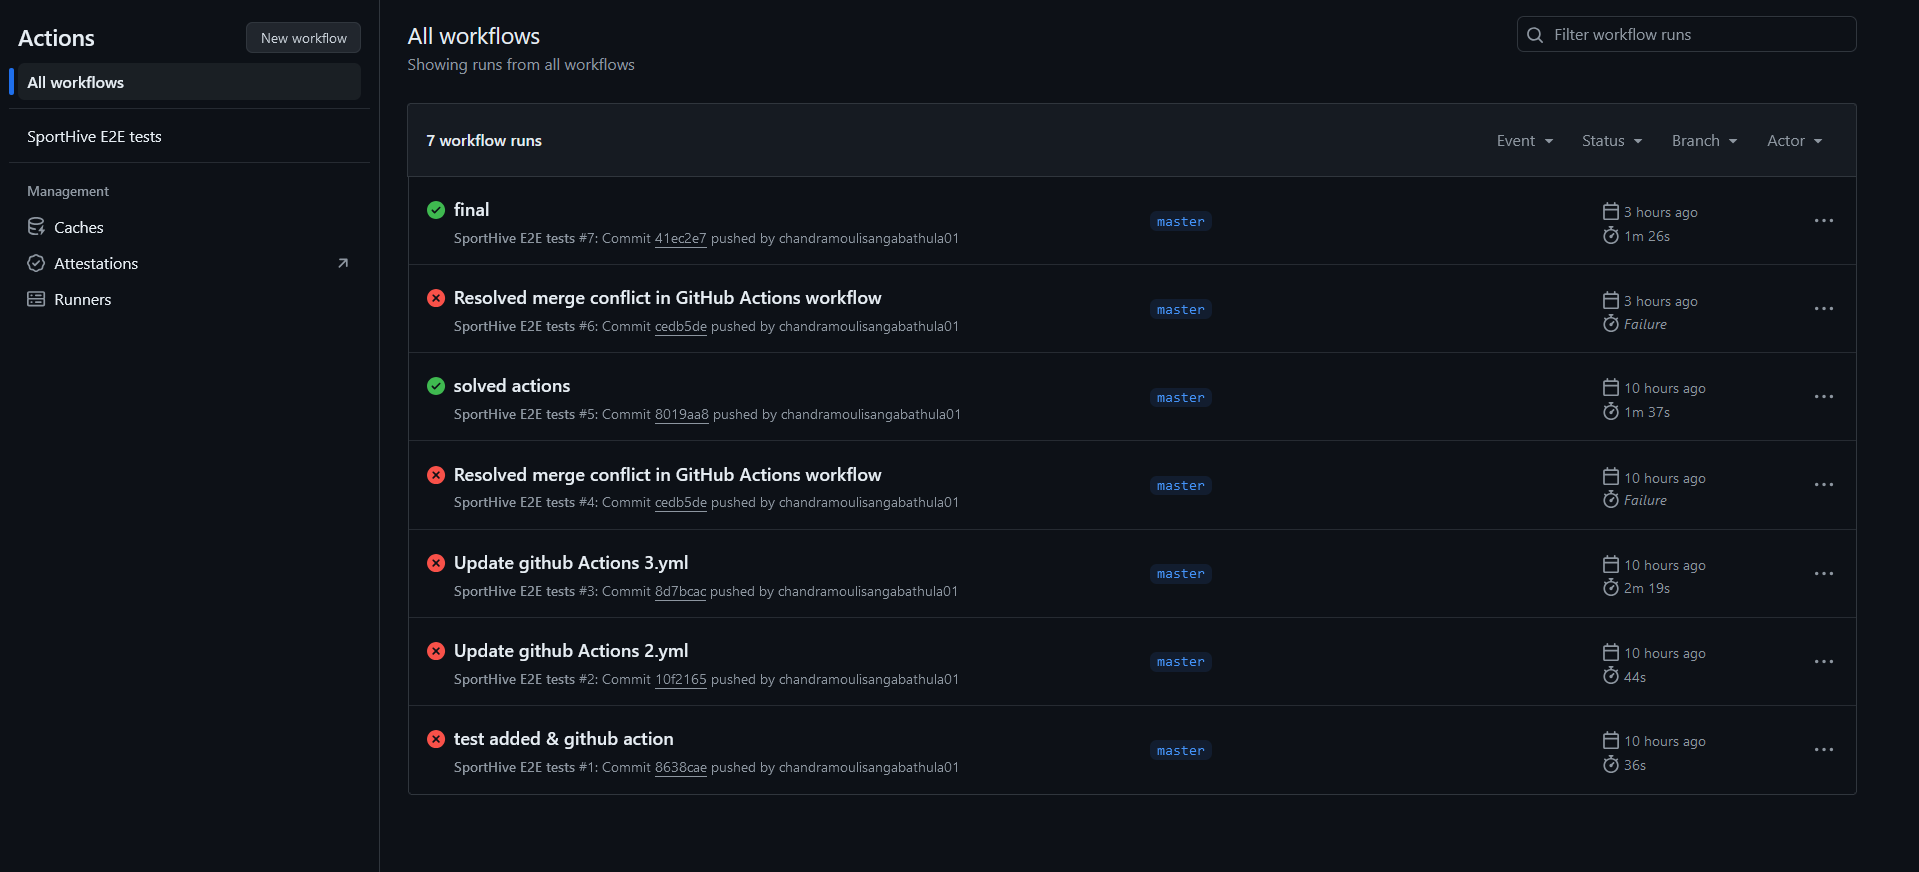 Actions
New workflow
All workflows
SportHive E2E tests
Management
Caches
Attestations
Runners
All workflows
Showing runs from all workflows
Filter workflow runs
7 workflow runs
Event
Status
Branch
Actor
final
SportHive E2E tests #7: Commit 41ec2e7 pushed by chandramoulisangabathula01
master
3 hours ago
1m 26s
Resolved merge conflict in GitHub Actions workflow
SportHive E2E tests #6: Commit cedb5de pushed by chandramoulisangabathula01
master
3 hours ago
Failure
solved actions
SportHive E2E tests #5: Commit 8019aa8 pushed by chandramoulisangabathula01
master
10 hours ago
1m 37s
Resolved merge conflict in GitHub Actions workflow
SportHive E2E tests #4: Commit cedb5de pushed by chandramoulisangabathula01
master
10 hours ago
Failure
Update github Actions 3.yml
SportHive E2E tests #3: Commit 8d7bcac pushed by chandramoulisangabathula01
master
10 hours ago
2m 19s
Update github Actions 2.yml
SportHive E2E tests #2: Commit 10f2165 pushed by chandramoulisangabathula01
master
10 hours ago
44s
test added & github action
SportHive E2E tests #1: Commit 8638cae pushed by chandramoulisangabathula01
master
10 hours ago
36s